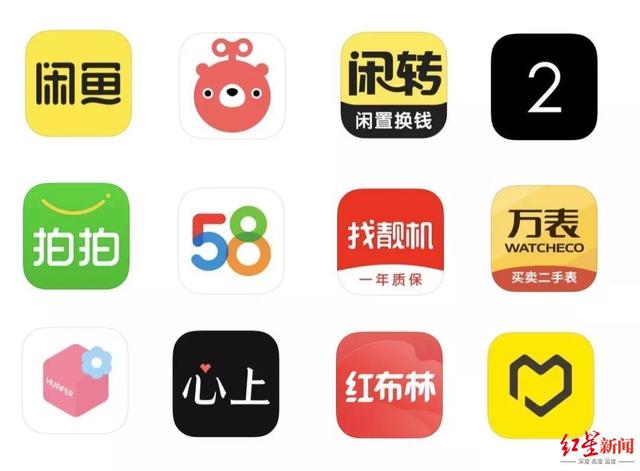 闲鱼
闲转
闲置换钱
2
拍拍
58
找靓机
一年质保
万表
WATCHECO
买卖二手表
HUAFER
心上
红布林
红星新闻
深度 态度 温度